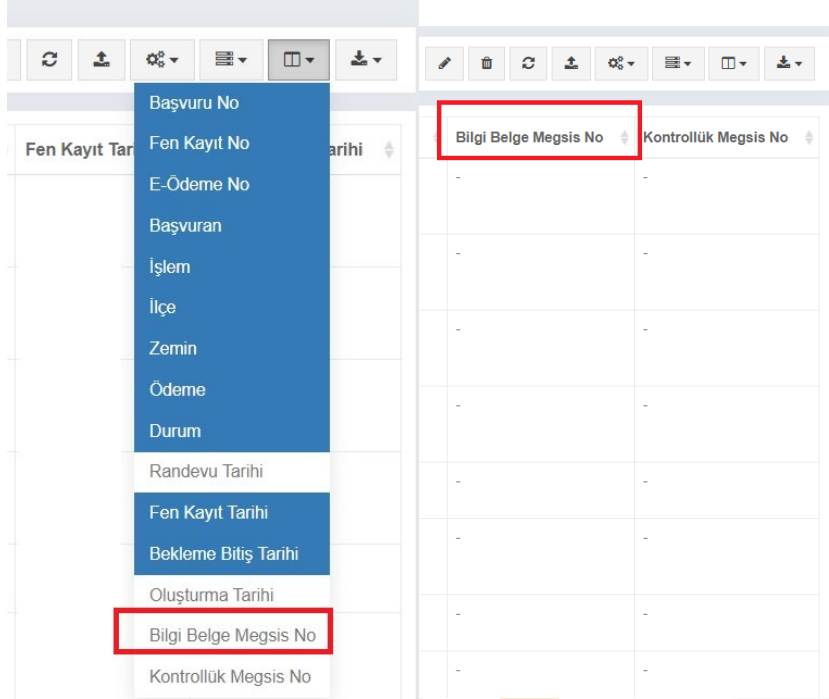 Başvuru No
Fen Kayıt Tari
Fen Kayıt No
arihi
E-Ödeme No
Başvuran
İşlem
İlçe
Zemin
Ödeme
Durum
Randevu Tarihi
Fen Kayıt Tarihi
Bekleme Bitiş Tarihi
Oluşturma Tarihi
Bilgi Belge Megsis No
Kontrollük Megsis No
Bilgi Belge Megsis No Kontrollük Megsis No
- -
- -
- -
- -
- -
- -
- -
- -